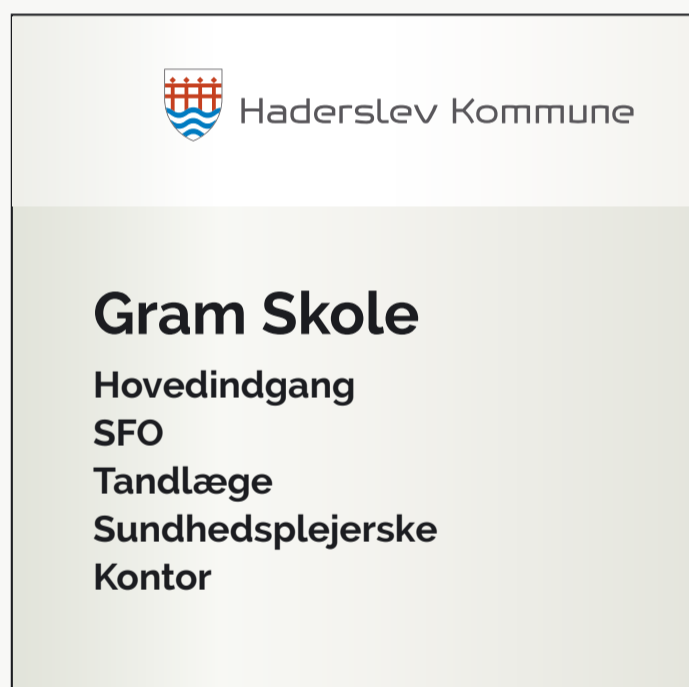 Haderslev Kommune
Gram Skole
Hovedindgang
SFO
Tandlæge
Sundhedsplejerske
Kontor